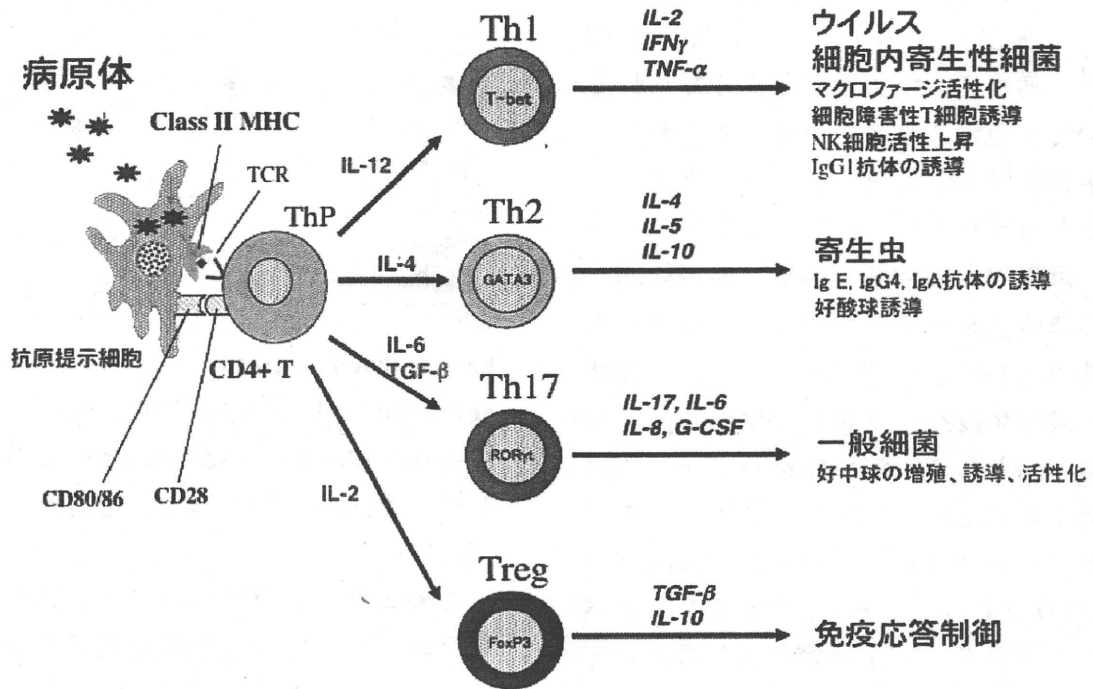 病原体
Class II MHC
TCR
ThP
抗原提示細胞
CD4+ T
CD80/86
CD28
IL-12
IL-4
IL-6
TGF-β
IL-2
Th1
T-bet
IL-2
IFNγ
TNF-α
ウイルス
細胞内寄生性細菌
マクロファージ活性化
細胞障害性T細胞誘導
NK細胞活性上昇
IgG1抗体の誘導
Th2
GATA3
IL-4
IL-5
IL-10
寄生虫
Ig E, IgG4, IgA抗体の誘導
好酸球誘導
Th17
RORγt
IL-17, IL-6
IL-8, G-CSF
一般細菌
好中球の増殖、誘導、活性化
Treg
FoxP3
TGF-β
IL-10
免疫応答制御